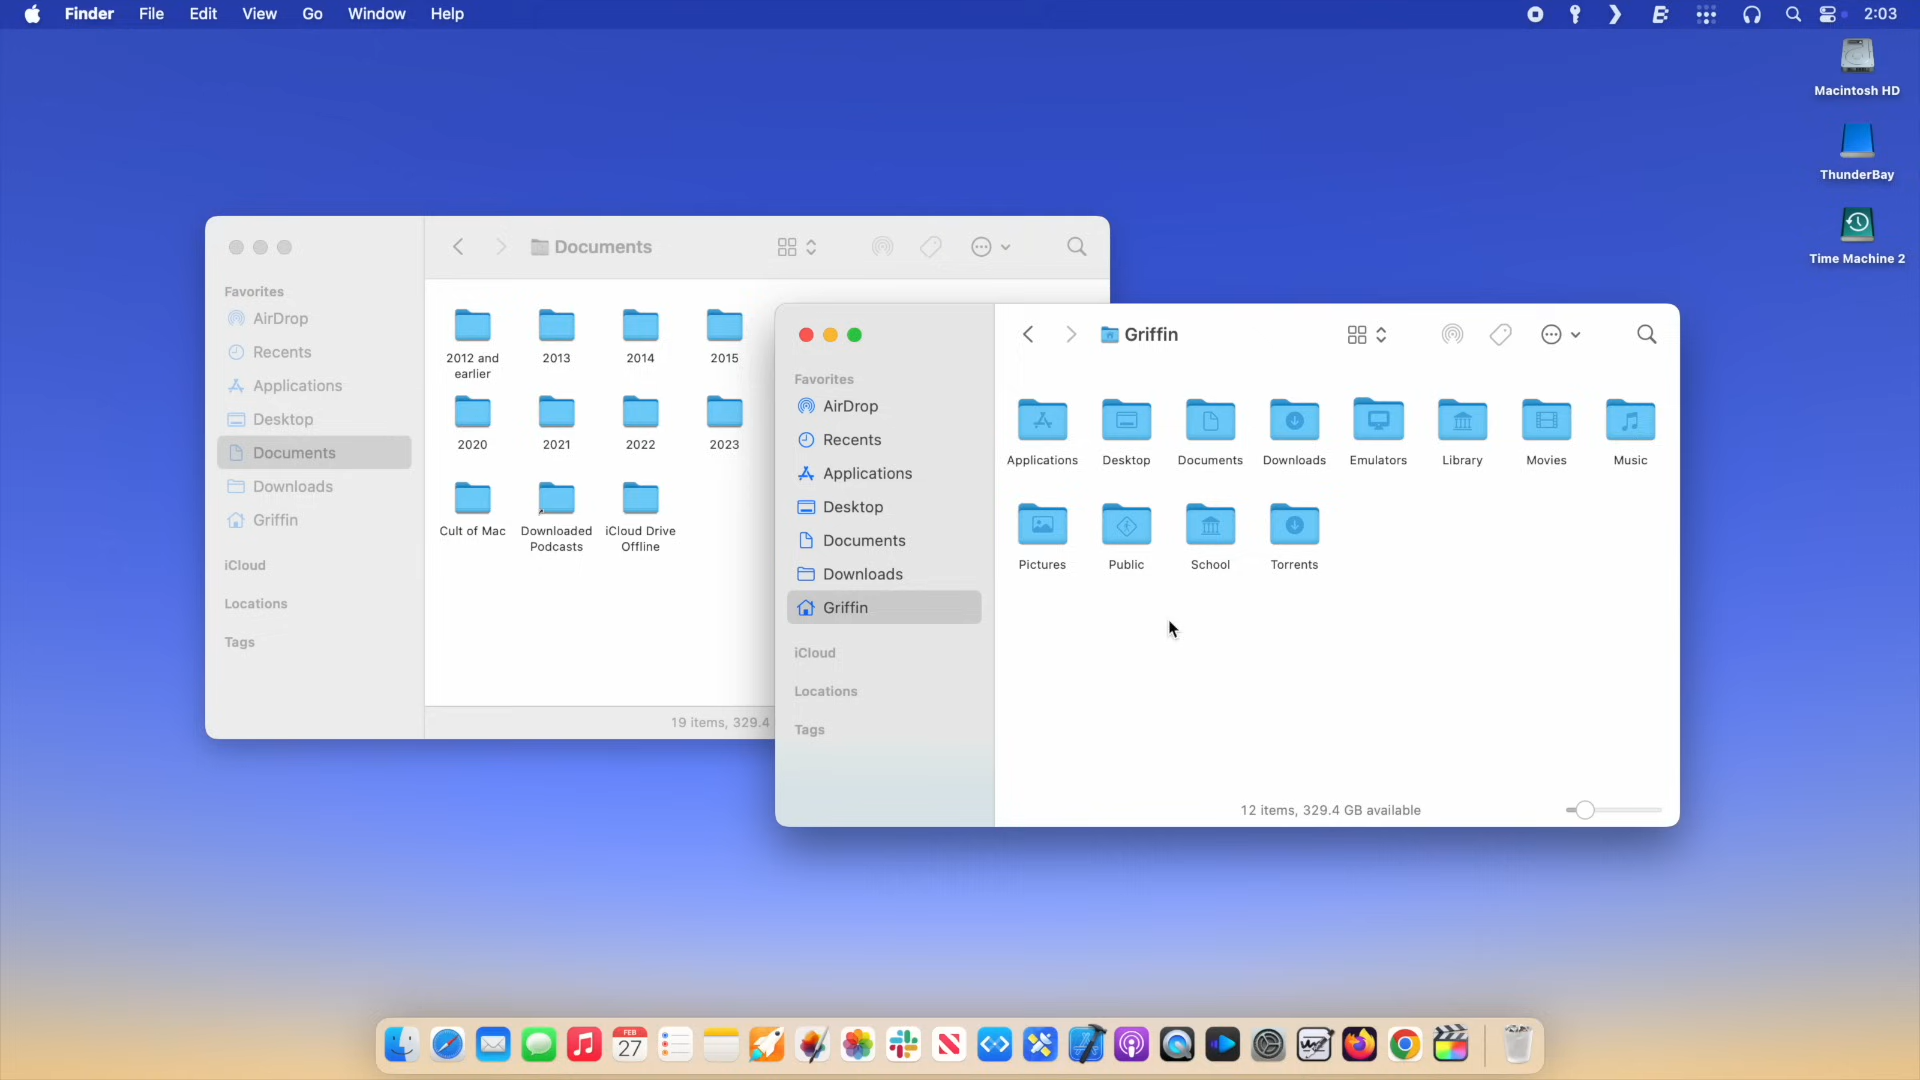 Finder File Edit View Go Window Help 2:03
Macintosh HD
ThunderBay
Time Machine 2
Documents
Favorites
AirDrop
Recents
Applications
Desktop
Documents
Downloads
Griffin
iCloud
Locations
Tags
2012 and
earlier
2013
2014
2015
2020
2021
2022
2023
Cult of Mac
Downloaded
Podcasts
iCloud Drive
Offline
19 items, 329.4
Griffin
Favorites
AirDrop
Recents
Applications
Desktop
Documents
Downloads
Griffin
iCloud
Locations
Tags
Applications
Desktop
Documents
Downloads
Emulators
Library
Movies
Music
Pictures
Public
School
Torrents
12 items, 329.4 GB available
FEB
27